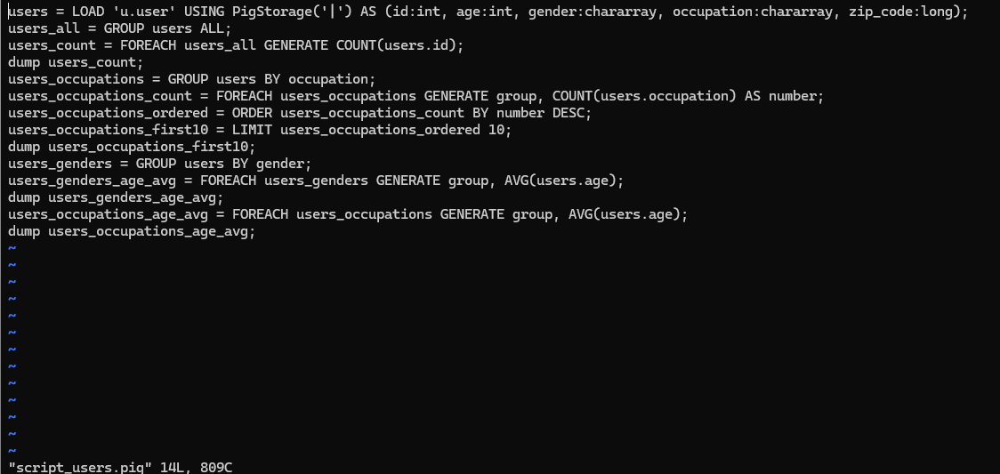 users = LOAD 'u.user' USING PigStorage('|') AS (id:int, age:int, gender:chararray, occupation:chararray, zip_code:long);
users_all = GROUP users ALL;
users_count = FOREACH users_all GENERATE COUNT(users.id);
dump users_count;
users_occupations = GROUP users BY occupation;
users_occupations_count = FOREACH users_occupations GENERATE group, COUNT(users.occupation) AS number;
users_occupations_ordered = ORDER users_occupations_count BY number DESC;
users_occupations_first10 = LIMIT users_occupations_ordered 10;
dump users_occupations_first10;
users_genders = GROUP users BY gender;
users_genders_age_avg = FOREACH users_genders GENERATE group, AVG(users.age);
dump users_genders_age_avg;
users_occupations_age_avg = FOREACH users_occupations GENERATE group, AVG(users.age);
dump users_occupations_age_avg;
~
~
~
~
~
~
~
~
~
~
~
~
~
"script_users.pig" 14L, 809C